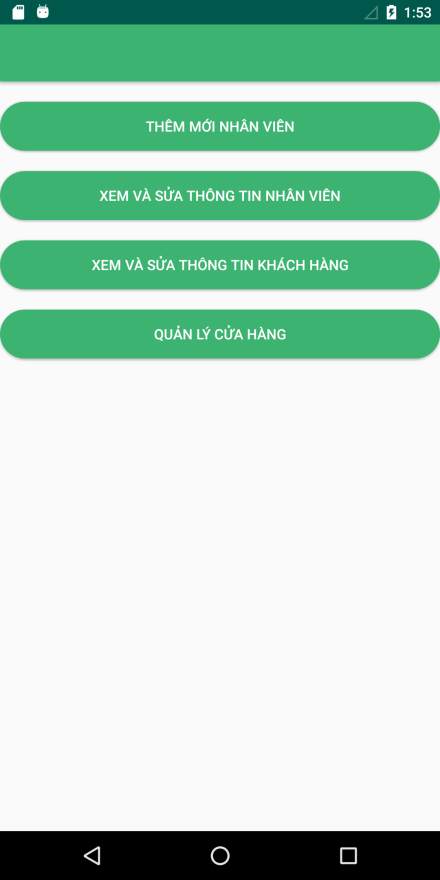 1:53
THÊM MỚI NHÂN VIÊN
XEM VÀ SỬA THÔNG TIN NHÂN VIÊN
XEM VÀ SỬA THÔNG TIN KHÁCH HÀNG
QUẢN LÝ CỬA HÀNG